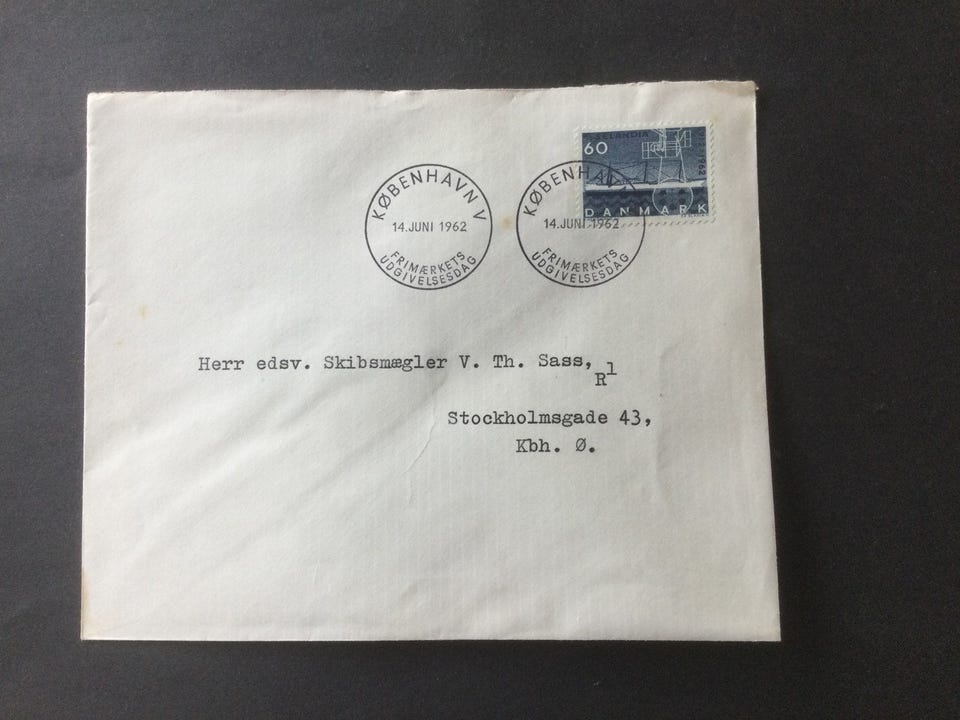 SELANDIA
60
1962
DANMARK
KØBENHAVN V
14.JUNI 1962
FRIMÆRKETS
UDGIVELSESDAG
KØBENHAVN
14.JUNI 1962
FRIMÆRKETS
UDGIVELSESDAG
Herr edsv. Skibsmægler V. Th. Sass, R1
Stockholmsgade 43,
Kbh. Ø.